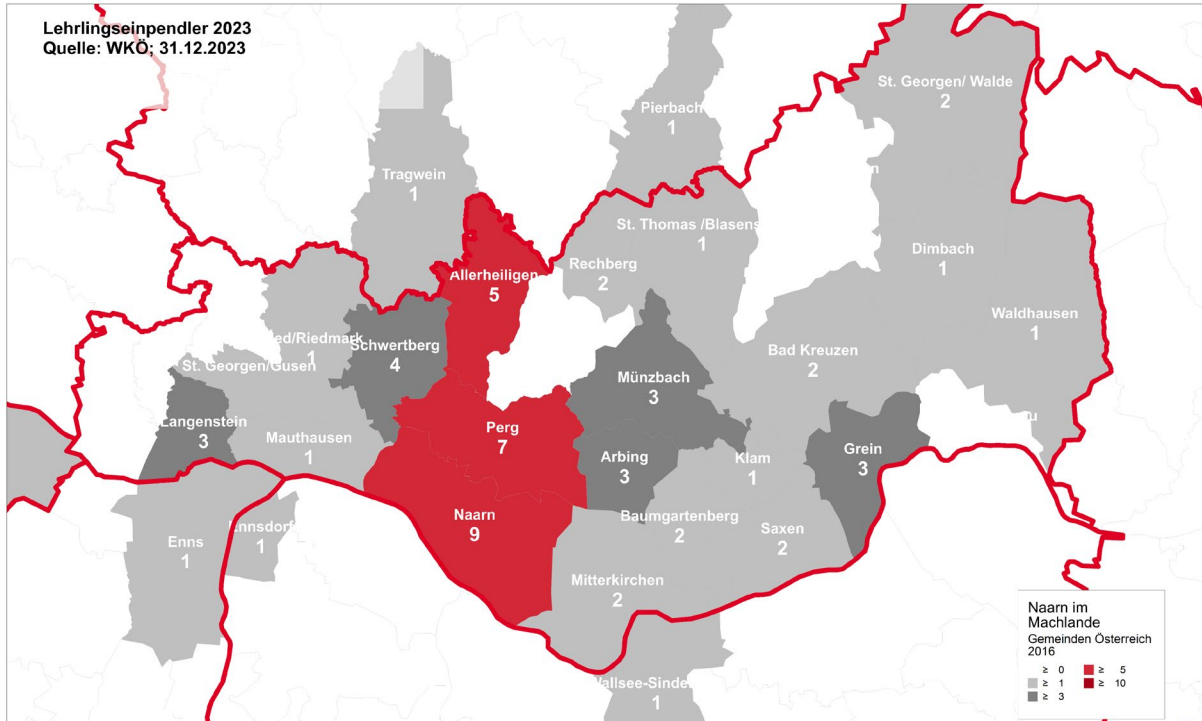 Lehrlingseinpendler 2023
Quelle: WKÖ; 31.12.2023
St. Georgen/ Walde
2
Pierbach
1
Tragwein
1
St. Thomas /Blasens
1
Allerheiligen
5
Rechberg
2
Dimbach
1
Waldhausen
1
ed/Riedmark
1
Schwertberg
4
St. Georgen/Gusen
Bad Kreuzen
2
Münzbach
3
Langenstein
3
Mauthausen
1
Perg
7
Arbing
3
Klam
1
Grein
3
Naarn
9
Baumgartenberg
2
Saxen
2
Enns
1
Ennsdorf
1
Mitterkirchen
2
Wallsee-Sinde
1
Naarn im
Machlande
Gemeinden Österreich
2016
≥ 0 ≥ 5
≥ 1 ≥ 10
≥ 3